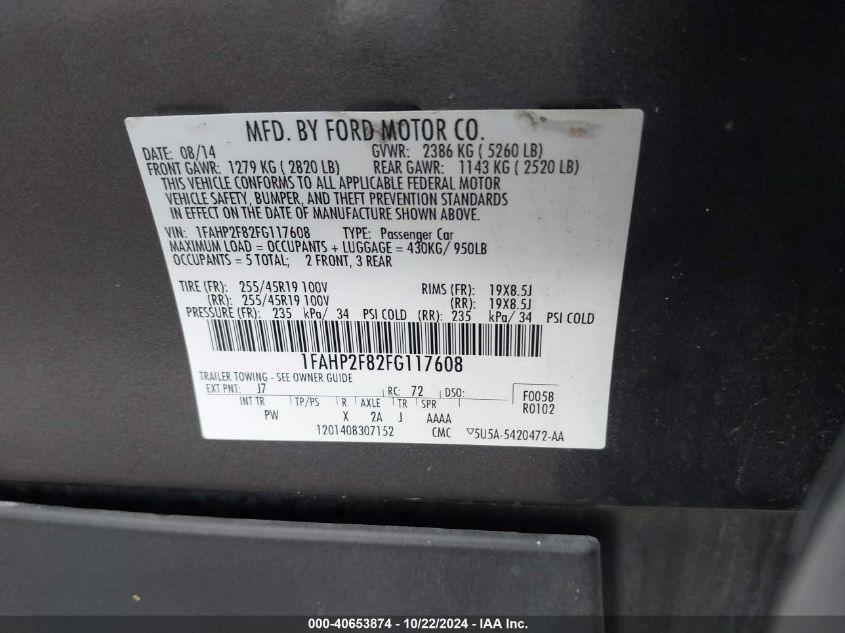 MFD. BY FORD MOTOR CO.
DATE: 08/14 GVWR: 2386 KG ( 5260 LB)
FRONT GAWR: 1279 KG ( 2820 LB) REAR GAWR: 1143 KG ( 2520 LB)
THIS VEHICLE CONFORMS TO ALL APPLICABLE FEDERAL MOTOR
VEHICLE SAFETY, BUMPER, AND THEFT PREVENTION STANDARDS
IN EFFECT ON THE DATE OF MANUFACTURE SHOWN ABOVE.
VIN: 1FAHP2F82FG117608 TYPE: Passenger Car
MAXIMUM LOAD = OCCUPANTS + LUGGAGE = 430KG/ 950LB
OCCUPANTS = 5 TOTAL; 2 FRONT, 3 REAR
TIRE (FR): 255/45R19 100V RIMS (FR): 19X8.5J
(RR): 255/45R19 100V (RR): 19X8.5J
PRESSURE (FR): 235 kPa/ 34 PSI COLD (RR): 235 kPa/ 34 PSI COLD
1FAHP2F82FG117608
TRAILER TOWING - SEE OWNER GUIDE
EXT PNT: J7 RC: 72 DSO: F0058
INT TR TP/PS R AXLE TR SPR R0102
PW X 2A J AAAA
1201408307152 CMC ▽5U5A-5420472-AA
000-40653874 - 10/22/2024 - IAA Inc.